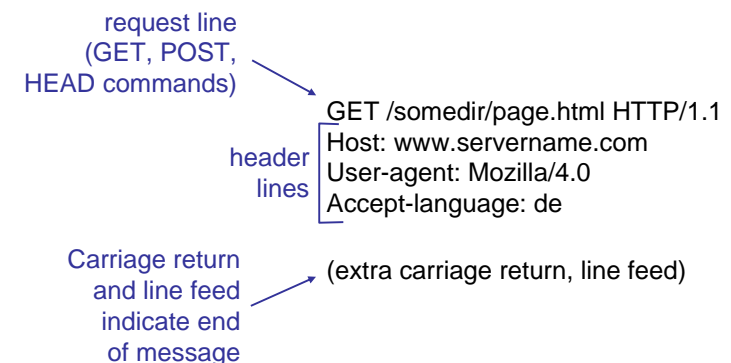 request line
(GET, POST,
HEAD commands)
GET /somedir/page.html HTTP/1.1
Host: www.servername.com
User-agent: Mozilla/4.0
Accept-language: de
header
lines
Carriage return
and line feed
indicate end
of message
(extra carriage return, line feed)